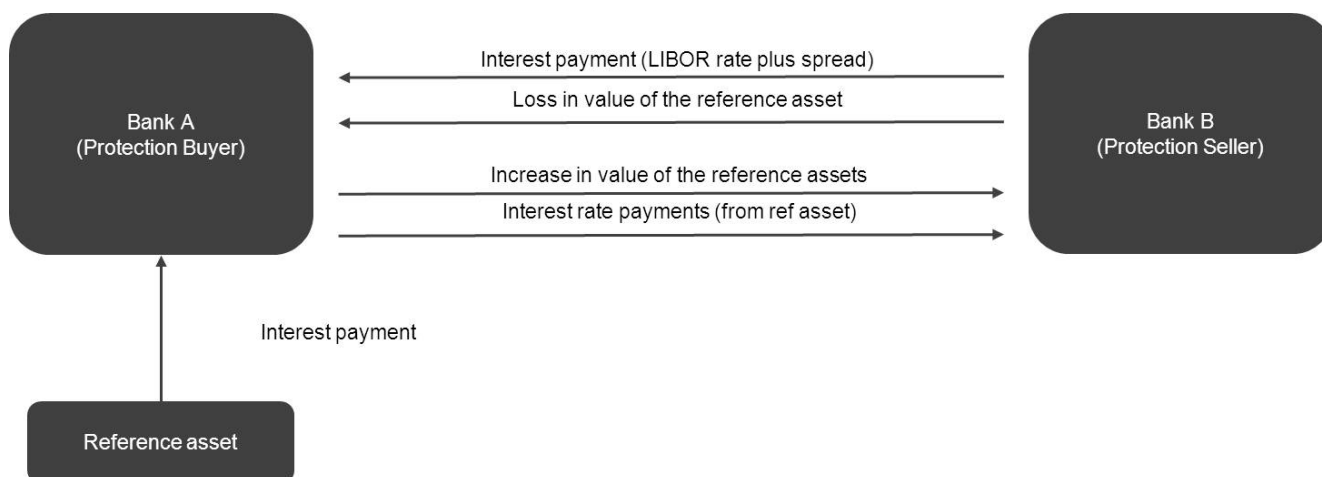 Interest payment (LIBOR rate plus spread)
Loss in value of the reference asset
Bank A
(Protection Buyer)
Bank B
(Protection Seller)
Increase in value of the reference assets
Interest rate payments (from ref asset)
Interest payment
Reference asset